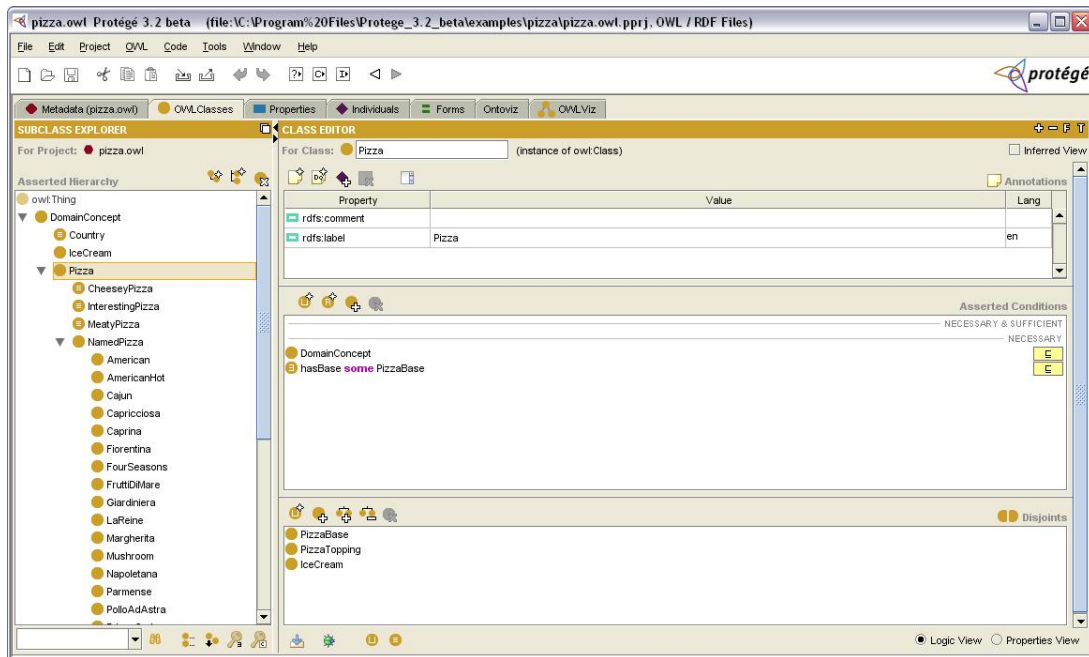 pizza.owl Protégé 3.2 beta (file:\C:\Program%20Files\Protege_3.2_beta\examples\pizza\pizza.owl.pprj, OWL / RDF Files)
File Edit Project OWL Code Tools Window Help
protégé
Metadata (pizza.owl) OWLClasses Properties Individuals Forms Ontoviz OWLViz
SUBCLASS EXPLORER
For Project: pizza.owl
Asserted Hierarchy
owl:Thing
DomainConcept
Country
IceCream
Pizza
CheeseyPizza
InterestingPizza
MeatyPizza
NamedPizza
American
AmericanHot
Cajun
Capricciosa
Caprina
Fiorentina
FourSeasons
FruttiDiMare
Giardiniera
LaReine
Margherita
Mushroom
Napoletana
Parmense
PolloAdAstra
CLASS EDITOR
F T
For Class: Pizza (instance of owl:Class) Inferred View
Annotations
Property Value Lang
rdfs:comment
rdfs:label Pizza en
Asserted Conditions
NECESSARY & SUFFICIENT
NECESSARY
DomainConcept ⊑
hasBase some PizzaBase ⊑
Disjoints
PizzaBase
PizzaTopping
IceCream
Logic View Properties View